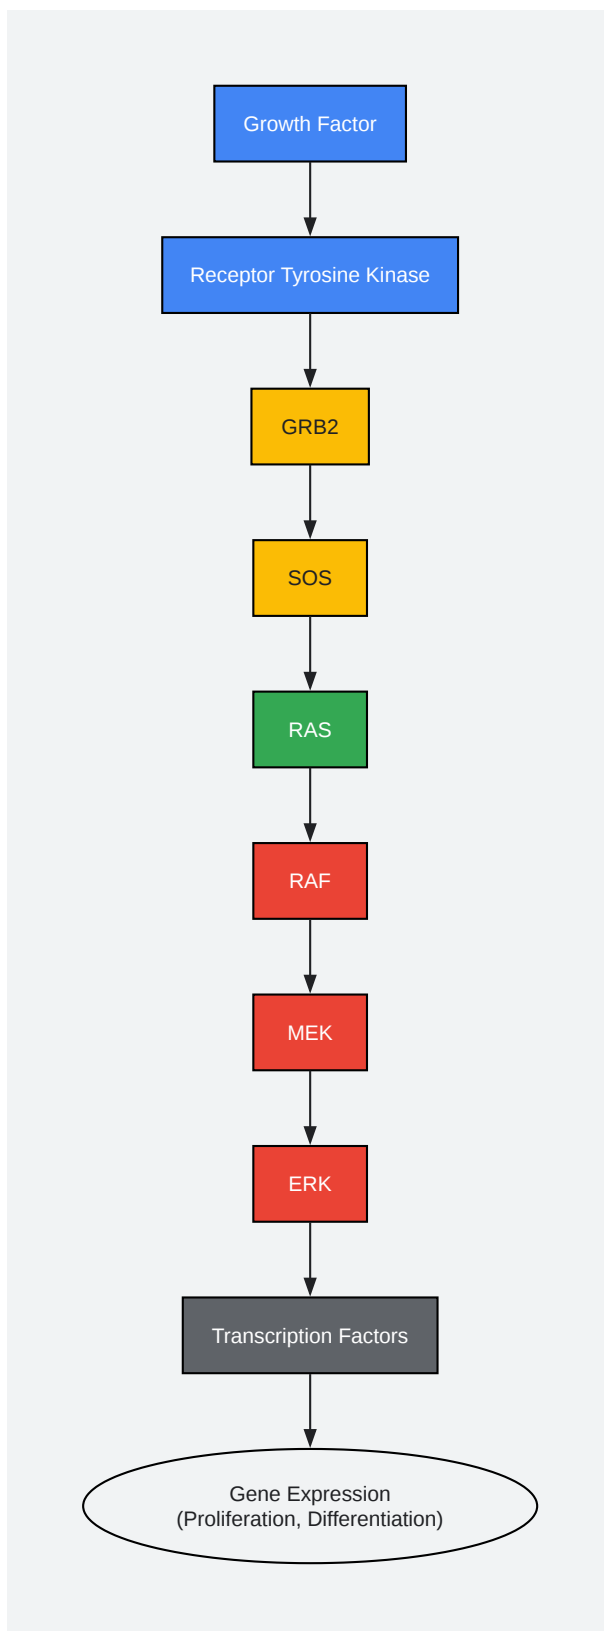 Growth Factor
Receptor Tyrosine Kinase
GRB2
SOS
RAS
RAF
MEK
ERK
Transcription Factors
Gene Expression
(Proliferation, Differentiation)